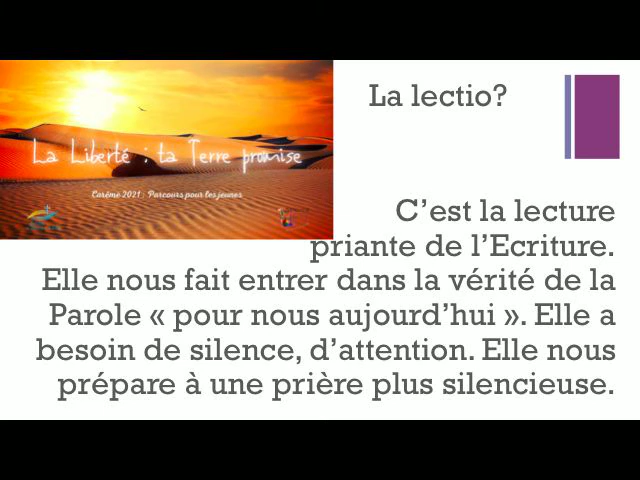 La lectio?
La Liberté : ta Terre promise
Carême 2021 : Parcours pour les jeunes
C’est la lecture
priante de l’Ecriture.
Elle nous fait entrer dans la vérité de la
Parole « pour nous aujourd’hui ». Elle a
besoin de silence, d’attention. Elle nous
prépare à une prière plus silencieuse.